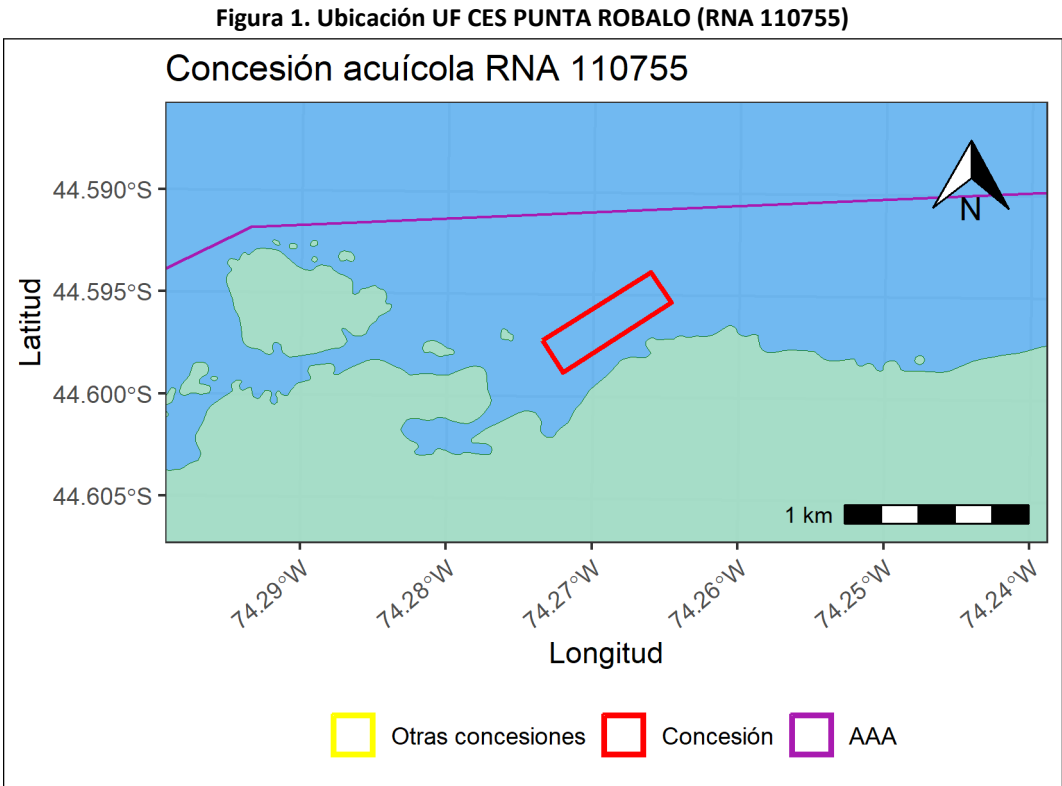 Figura 1. Ubicación UF CES PUNTA ROBALO (RNA 110755)
Concesión acuícola RNA 110755
44.590°S
44.595°S
44.600°S
44.605°S
Latitud
N
1 km
74.29°W
74.28°W
74.27°W
74.26°W
74.25°W
74.24°W
Longitud
Otras concesiones
Concesión
AAA